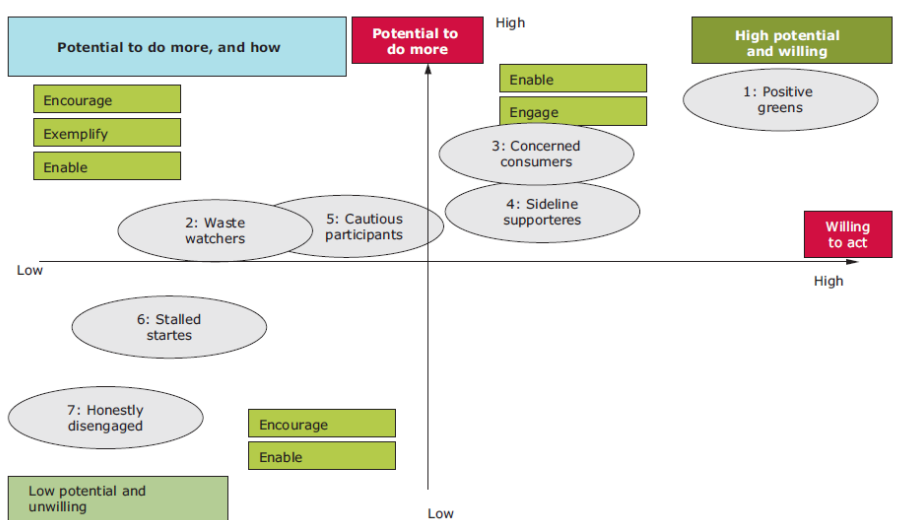 Potential to do more, and how
Potential to
do more
High
High potential
and willing
Encourage
Exemplify
Enable
Enable
Engage
1: Positive
greens
3: Concerned
consumers
4: Sideline
supporteres
2: Waste
watchers
5: Cautious
participants
Willing
to act
Low
High
6: Stalled
startes
7: Honestly
disengaged
Encourage
Enable
Low potential and
unwilling
Low